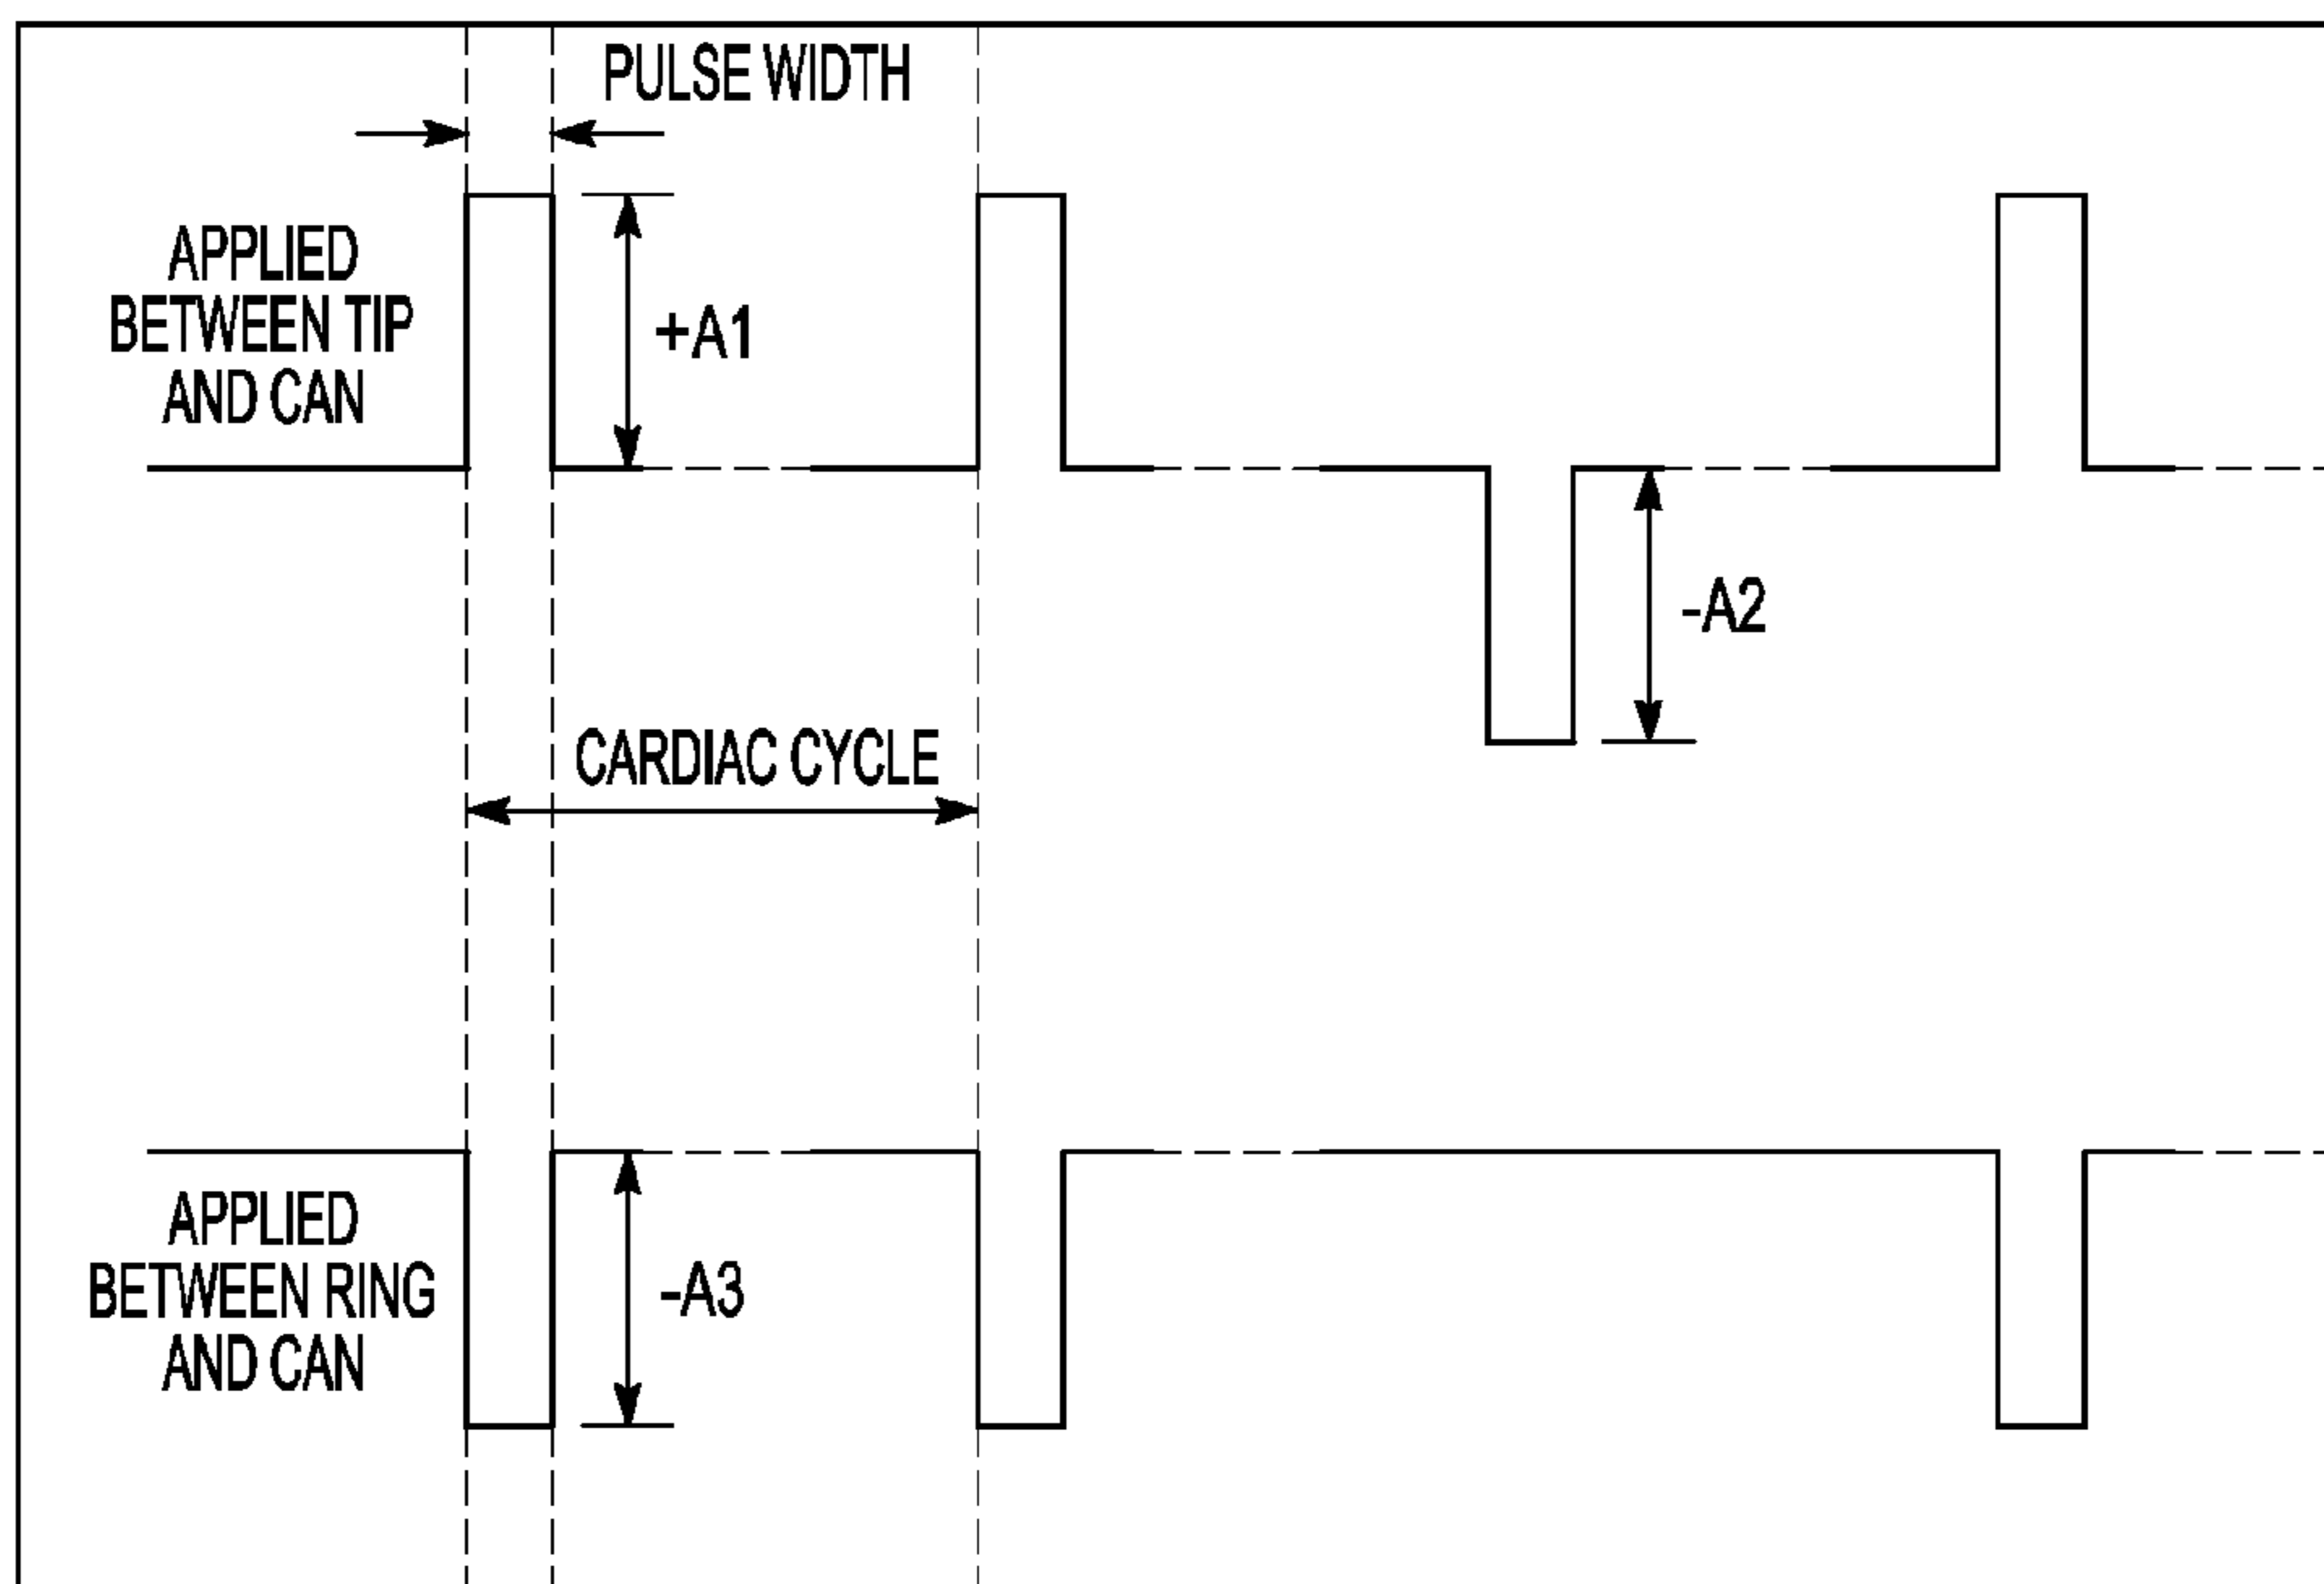 PULSE WIDTH
APPLIED
BETWEEN TIP
AND CAN
+A1
-A2
CARDIAC CYCLE
APPLIED
BETWEEN RING
AND CAN
-A3